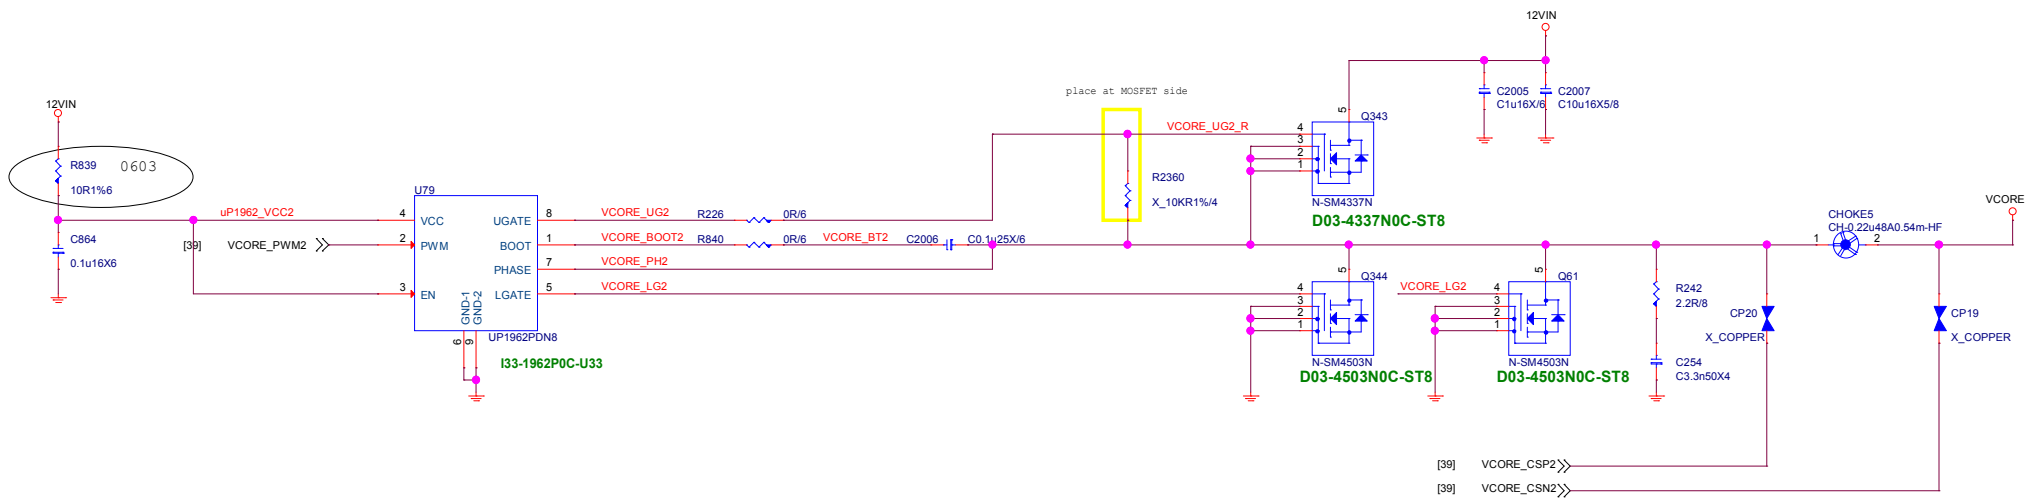 12VIN
place at MOSFET side
12VIN
C2005
C1u16X/6
C2007
C10u16X5/8
R839
0603
10R1%6
VCORE_UG2_R
5
Q343
4
3
2
1
N-SM4337N
D03-4337N0C-ST8
R2360
X_10KR1%/4
U79
uP1962_VCC2
4
VCC
UGATE
8
VCORE_UG2
R226
0R/6
C864
0.1u16X6
[39]
VCORE_PWM2
2
PWM
BOOT
1
VCORE_BOOT2
R840
0R/6
VCORE_BT2
C2006
C0.1u25X/6
PHASE
7
VCORE_PH2
3
EN
LGATE
5
VCORE_LG2
GND-1
GND-2
6
9
UP1962PDN8
I33-1962P0C-U33
5
Q344
4
3
2
1
N-SM4503N
D03-4503N0C-ST8
VCORE_LG2
5
Q61
4
3
2
1
N-SM4503N
D03-4503N0C-ST8
R242
2.2R/8
C254
C3.3n50X4
CP20
X_COPPER
CHOKE5
CH-0.22u48A0.54m-HF
1
2
VCORE
CP19
X_COPPER
[39]
VCORE_CSP2
[39]
VCORE_CSN2